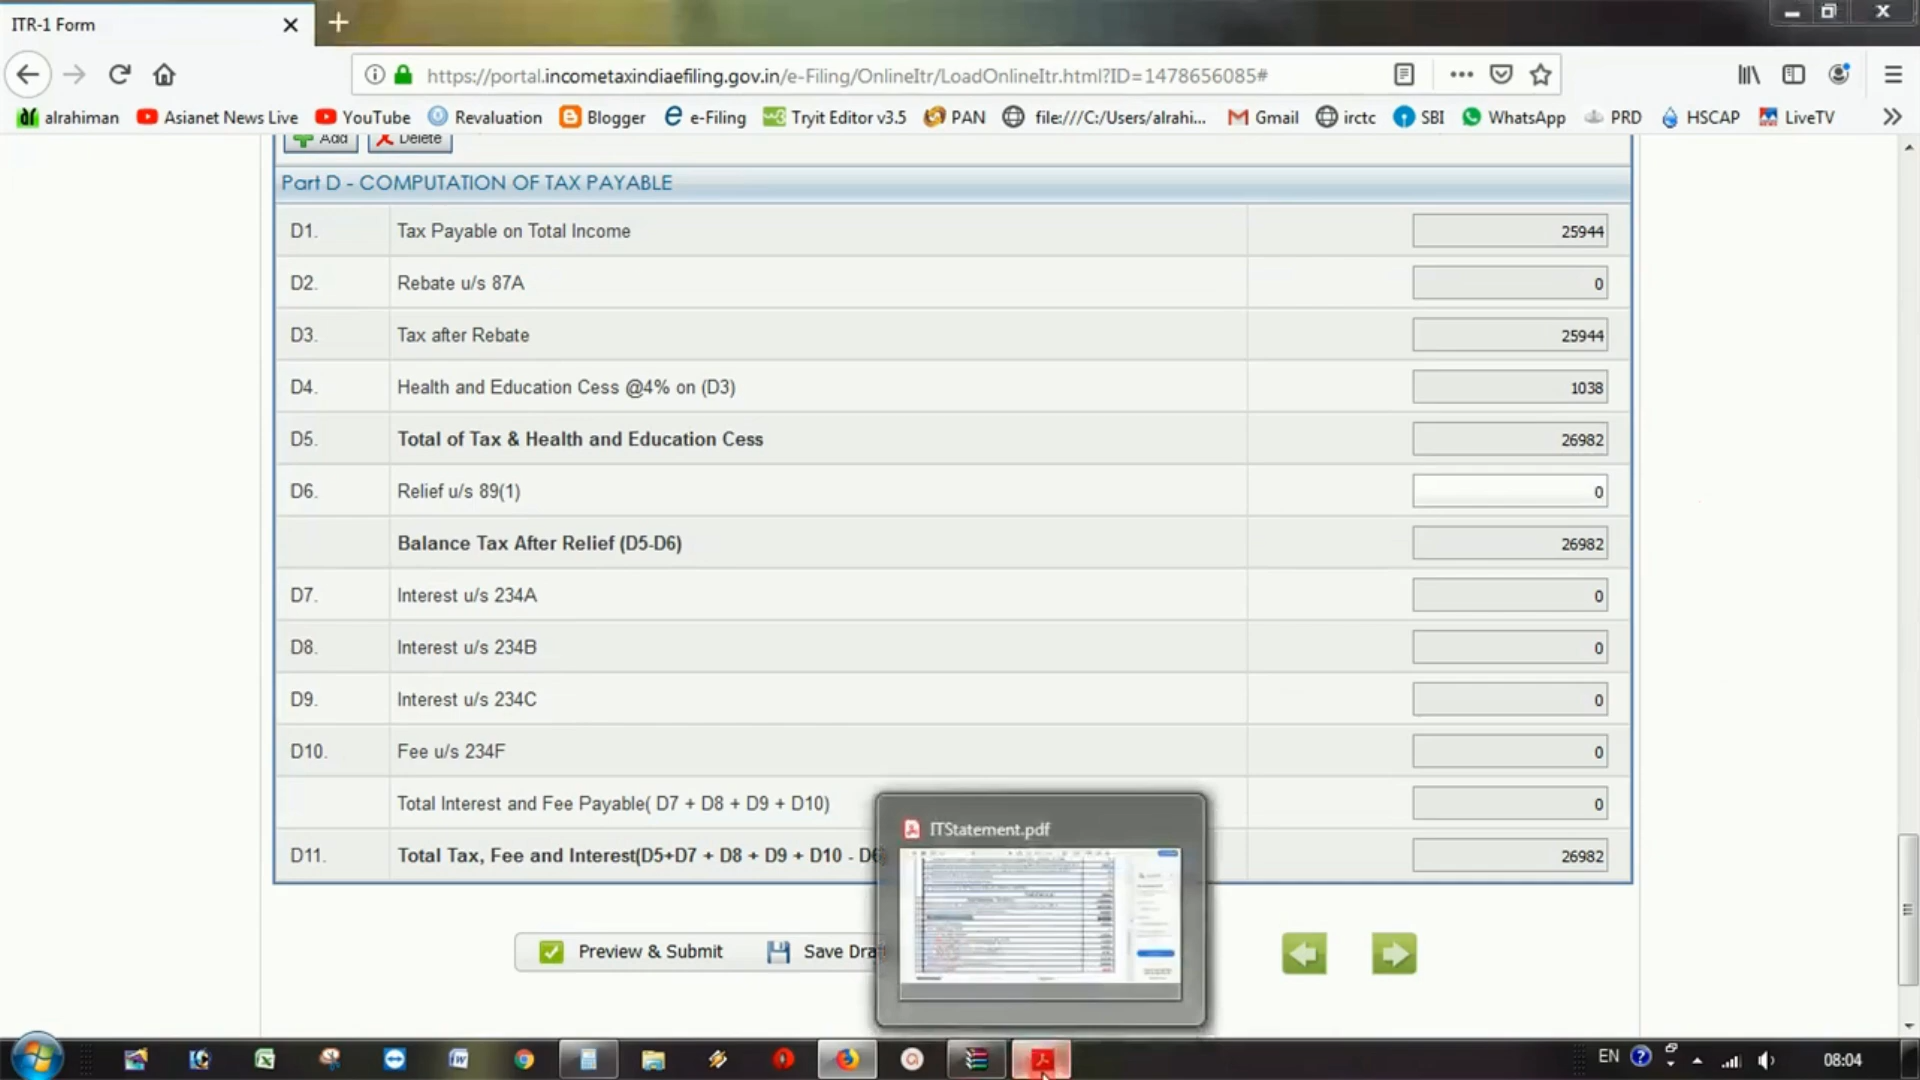 ITR-1 Form
https://portal.incometaxindiaefiling.gov.in/e-Filing/OnlineItr/LoadOnlineItr.html?ID=1478656085#
alrahiman Asianet News Live YouTube Revaluation Blogger e-Filing Tryit Editor v3.5 PAN file:///C:/Users/alrahi... Gmail irctc SBI WhatsApp PRD HSCAP LiveTV
Add Delete
Part D - COMPUTATION OF TAX PAYABLE
D1. Tax Payable on Total Income 25944
D2. Rebate u/s 87A 0
D3. Tax after Rebate 25944
D4. Health and Education Cess @4% on (D3) 1038
D5. Total of Tax & Health and Education Cess 26982
D6. Relief u/s 89(1) 0
Balance Tax After Relief (D5-D6) 26982
D7. Interest u/s 234A 0
D8. Interest u/s 234B 0
D9. Interest u/s 234C 0
D10. Fee u/s 234F 0
Total Interest and Fee Payable( D7 + D8 + D9 + D10) 0
D11. Total Tax, Fee and Interest(D5+D7 + D8 + D9 + D10 - D6 26982
ITStatement.pdf
Preview & Submit Save Dra
EN 08:04